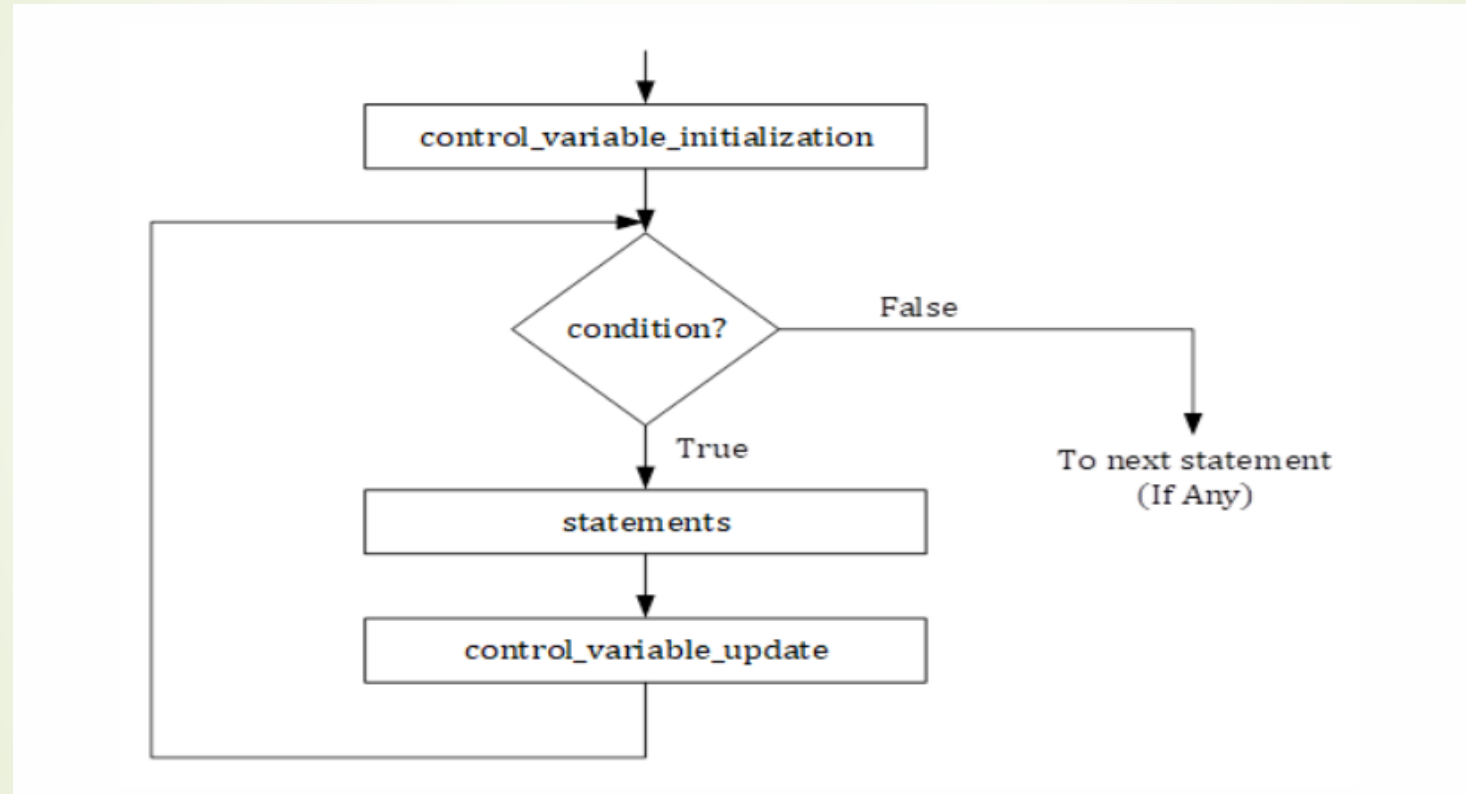 control_variable_initialization
condition?
False
True
To next statement
(If Any)
statements
control_variable_update